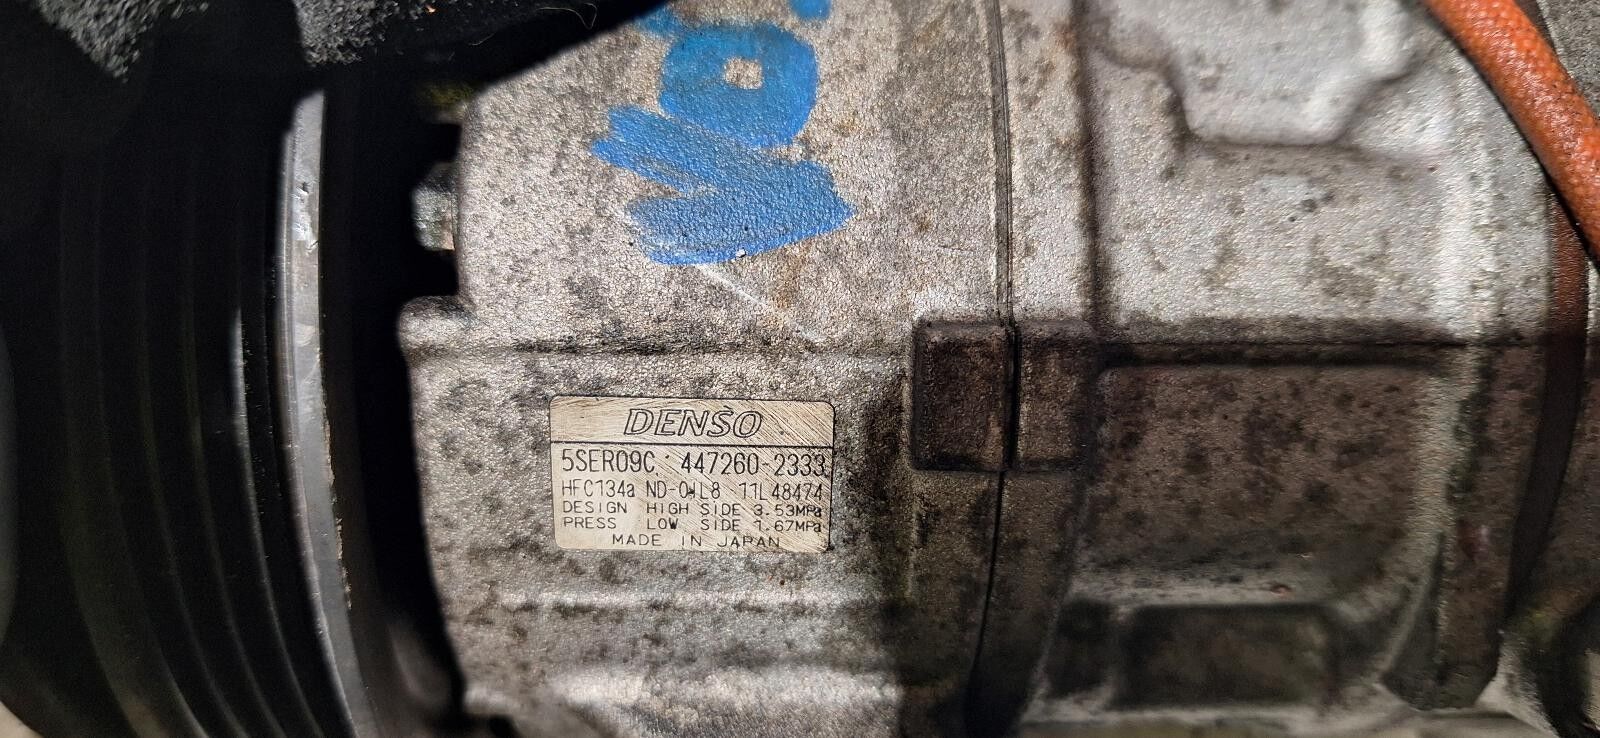 DENSO
5SER09C 447260-2333
HFC134a ND-OIL8 11L48474
DESIGN HIGH SIDE 3.53MPa
PRESS LOW SIDE 1.67MPa
MADE IN JAPAN